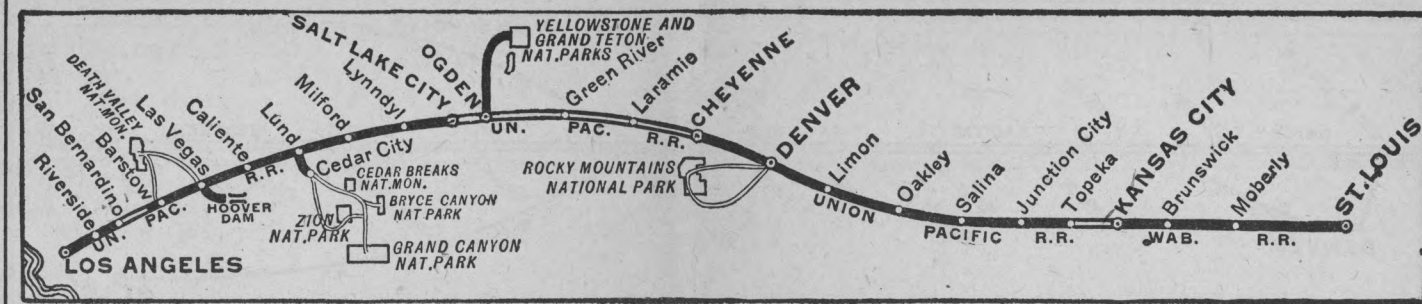 LOS ANGELES
Riverside
San Bernardino
Barstow
DEATH VALLEY
NAT. MON.
Las Vegas
HOOVER
DAM
Caliente
Lund
Cedar City
CEDAR BREAKS
NAT. MON.
BRYCE CANYON
NAT PARK
ZION
NAT. PARK
GRAND CANYON
NAT. PARK
UN. PAC. R.R.
Milford
Lynndyl
SALT LAKE CITY
OGDEN
YELLOWSTONE AND
GRAND TETON
NAT. PARKS
Green River
Laramie
CHEYENNE
UN. PAC. R.R.
ROCKY MOUNTAINS
NATIONAL PARK
DENVER
Limon
Oakley
Salina
Junction City
Topeka
KANSAS CITY
UNION PACIFIC R.R.
Brunswick
Moberly
ST. LOUIS
WAB. R.R.